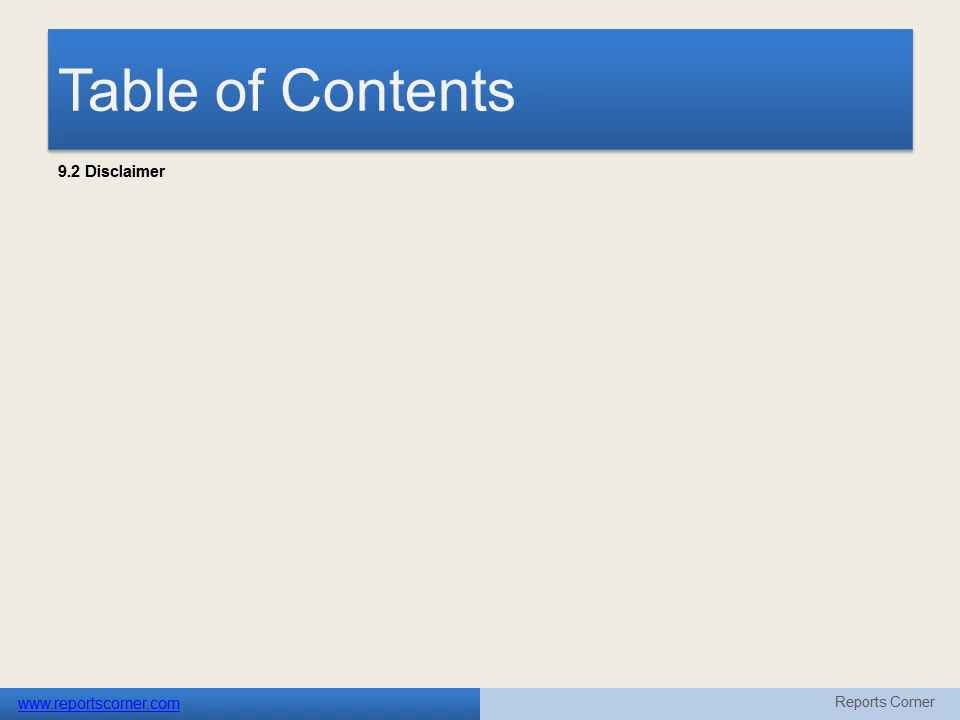 Table of Contents
9.2 Disclaimer
www.reportscorner.com
Reports Corner